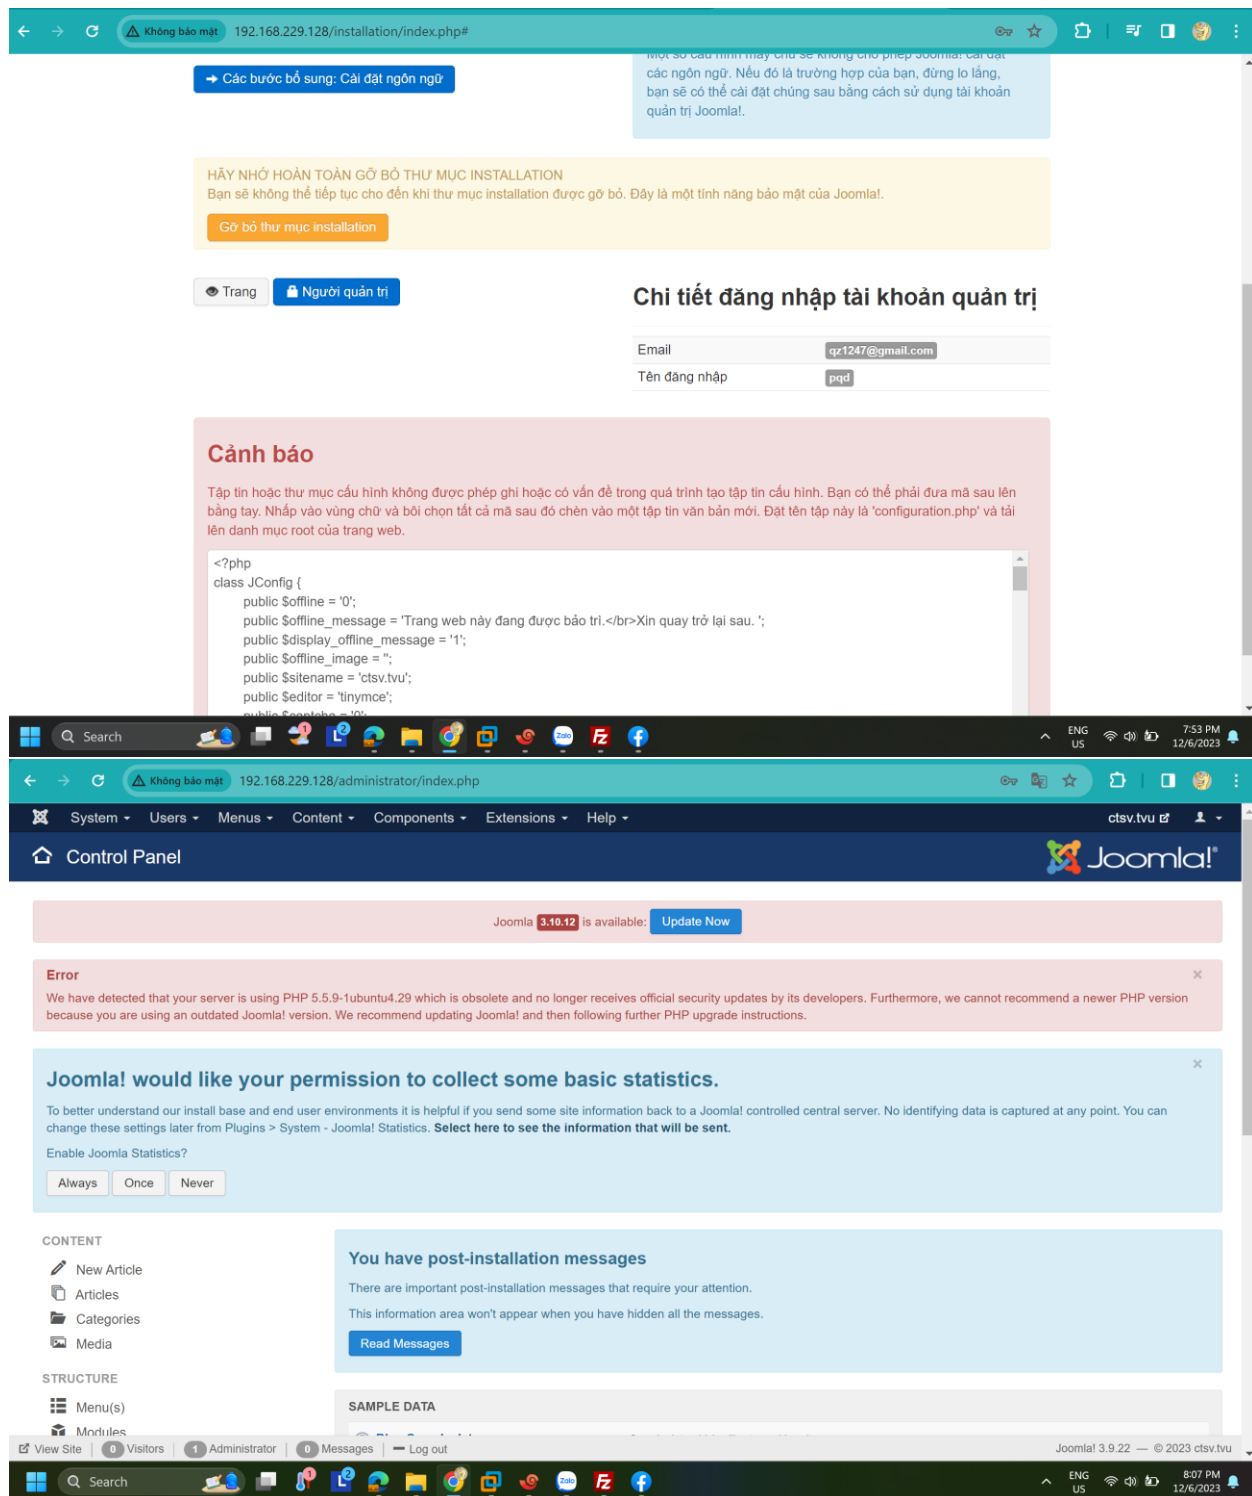 Không bảo mật
192.168.229.128/installation/index.php#
Một số cấu hình máy chủ sẽ không cho phép Joomla! cài đặt
các ngôn ngữ. Nếu đó là trường hợp của bạn, đừng lo lắng,
bạn sẽ có thể cài đặt chúng sau bằng cách sử dụng tài khoản
quản trị Joomla!.
Các bước bổ sung: Cài đặt ngôn ngữ
HÃY NHỚ HOÀN TOÀN GỠ BỎ THƯ MỤC INSTALLATION
Bạn sẽ không thể tiếp tục cho đến khi thư mục installation được gỡ bỏ. Đây là một tính năng bảo mật của Joomla!.
Gỡ bỏ thư mục installation
Trang
Người quản trị
Chi tiết đăng nhập tài khoản quản trị
Email qz1247@gmail.com
Tên đăng nhập pqd
Cảnh báo
Tập tin hoặc thư mục cấu hình không được phép ghi hoặc có vấn đề trong quá trình tạo tập tin cấu hình. Bạn có thể phải đưa mã sau lên
bằng tay. Nhấp vào vùng chữ và bôi chọn tất cả mã sau đó chèn vào một tập tin văn bản mới. Đặt tên tập này là 'configuration.php' và tải
lên danh mục root của trang web.
<?php
class JConfig {
public $offline = '0';
public $offline_message = 'Trang web này đang được bảo trì.</br>Xin quay trở lại sau. ';
public $display_offline_message = '1';
public $offline_image = '';
public $sitename = 'ctsv.tvu';
public $editor = 'tinymce';
public $captcha = '0';
Search
1
2
Zalo
ENG
US
7:53 PM
12/6/2023
Không bảo mật
192.168.229.128/administrator/index.php
System Users Menus Content Components Extensions Help
ctsv.tvu
Control Panel
Joomla!
Joomla 3.10.12 is available: Update Now
Error
We have detected that your server is using PHP 5.5.9-1ubuntu4.29 which is obsolete and no longer receives official security updates by its developers. Furthermore, we cannot recommend a newer PHP version
because you are using an outdated Joomla! version. We recommend updating Joomla! and then following further PHP upgrade instructions.
Joomla! would like your permission to collect some basic statistics.
To better understand our install base and end user environments it is helpful if you send some site information back to a Joomla! controlled central server. No identifying data is captured at any point. You can
change these settings later from Plugins > System - Joomla! Statistics. Select here to see the information that will be sent.
Enable Joomla Statistics?
Always Once Never
CONTENT
New Article
Articles
Categories
Media
STRUCTURE
Menu(s)
Modules
You have post-installation messages
There are important post-installation messages that require your attention.
This information area won't appear when you have hidden all the messages.
Read Messages
SAMPLE DATA
View Site 0 Visitors 1 Administrator 0 Messages Log out
Joomla! 3.9.22 — © 2023 ctsv.tvu
Search
1
2
Zalo
ENG
US
8:07 PM
12/6/2023